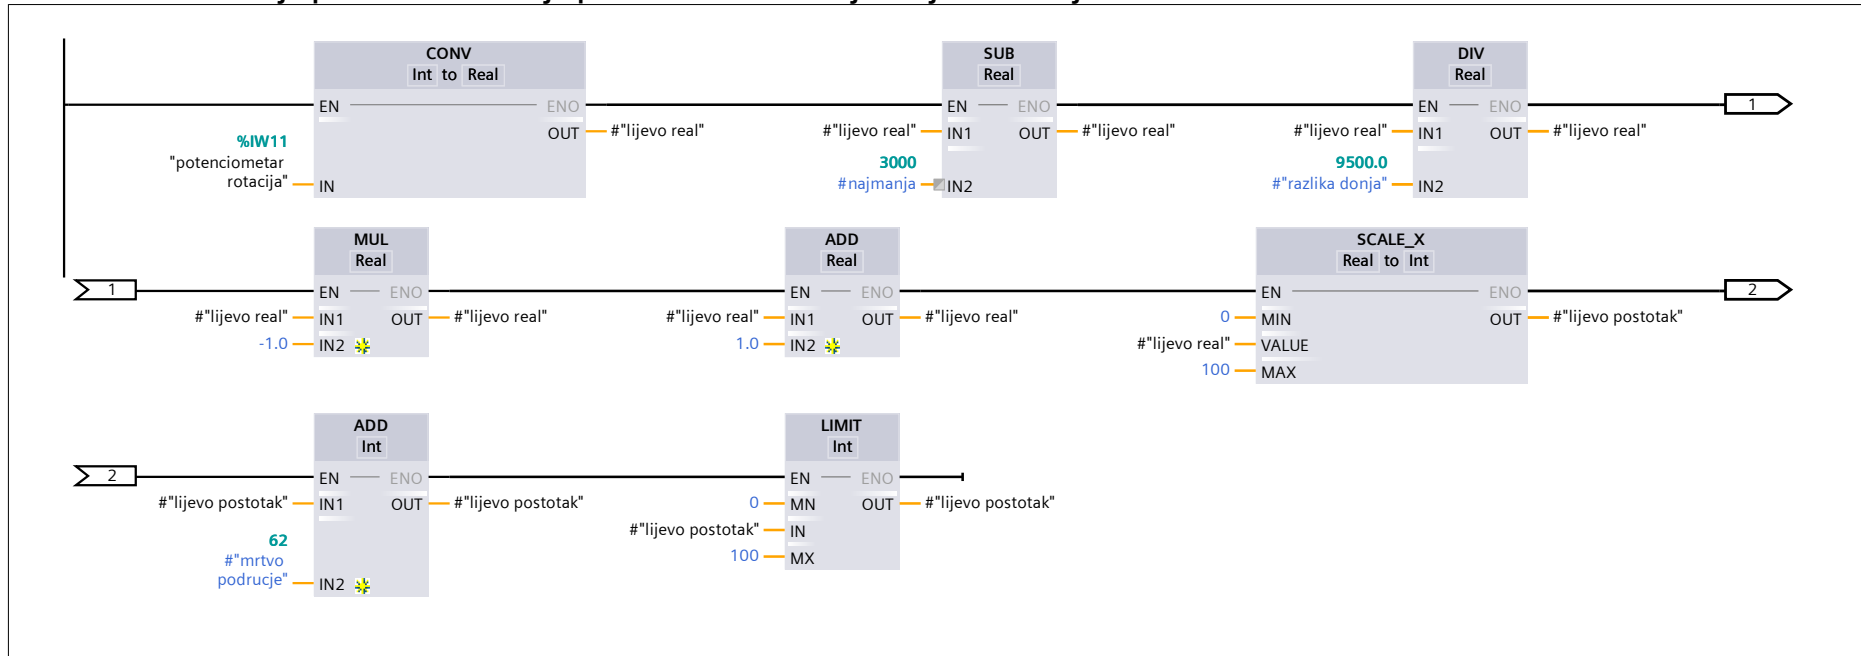 CONV
Int to Real
EN ENO
OUT #"lijevo real"
%IW11
"potenciometar
rotacija" IN
SUB
Real
EN ENO
#"lijevo real" IN1 OUT #"lijevo real"
3000
#najmanja IN2
DIV
Real
EN ENO
#"lijevo real" IN1 OUT #"lijevo real"
9500.0
#"razlika donja" IN2
1
1
MUL
Real
EN ENO
#"lijevo real" IN1 OUT #"lijevo real"
-1.0 IN2
ADD
Real
EN ENO
#"lijevo real" IN1 OUT #"lijevo real"
1.0 IN2
SCALE_X
Real to Int
EN ENO
0 MIN OUT #"lijevo postotak"
#"lijevo real" VALUE
100 MAX
2
2
ADD
Int
EN ENO
#"lijevo postotak" IN1 OUT #"lijevo postotak"
62
#"mrtvo
podrucje" IN2
LIMIT
Int
EN ENO
0 MN OUT #"lijevo postotak"
#"lijevo postotak" IN
100 MX